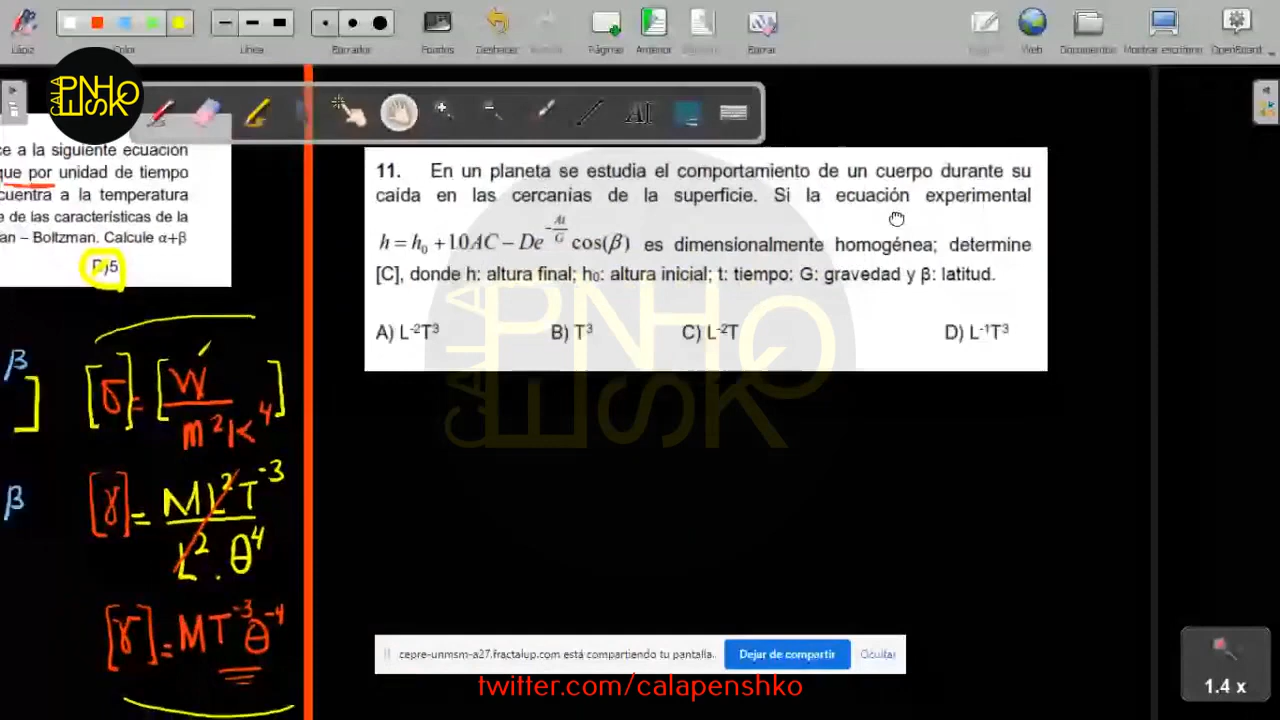 Lápiz Color Línea Borrador Fondos Deshacer Páginas Anterior Borrar Web Documentos Mostrar escritorio OpenBoard
CALA
PENSHKO
ce a la siguiente ecuación
que por unidad de tiempo
cuentra a la temperatura
e de las características de la
an – Boltzman. Calcule α+β
D)5
11. En un planeta se estudia el comportamiento de un cuerpo durante su
caída en las cercanías de la superficie. Si la ecuación experimental
h = h₀ + 10AC − De^(−At/G) cos(β) es dimensionalmente homogénea; determine
[C], donde h: altura final; h₀: altura inicial; t: tiempo: G: gravedad y β: latitud.
A) L⁻²T³ B) T³ C) L⁻²T D) L⁻¹T³
CALA
PENSHKO
β
] [σ] = [W/m²K⁴]
β [γ] = ML²T⁻³/L².θ⁴
[γ] = MT⁻³θ⁻⁴
cepre-unmsm-a27.fractalup.com está compartiendo tu pantalla. Dejar de compartir Ocultar
twitter.com/calapenshko
1.4 x